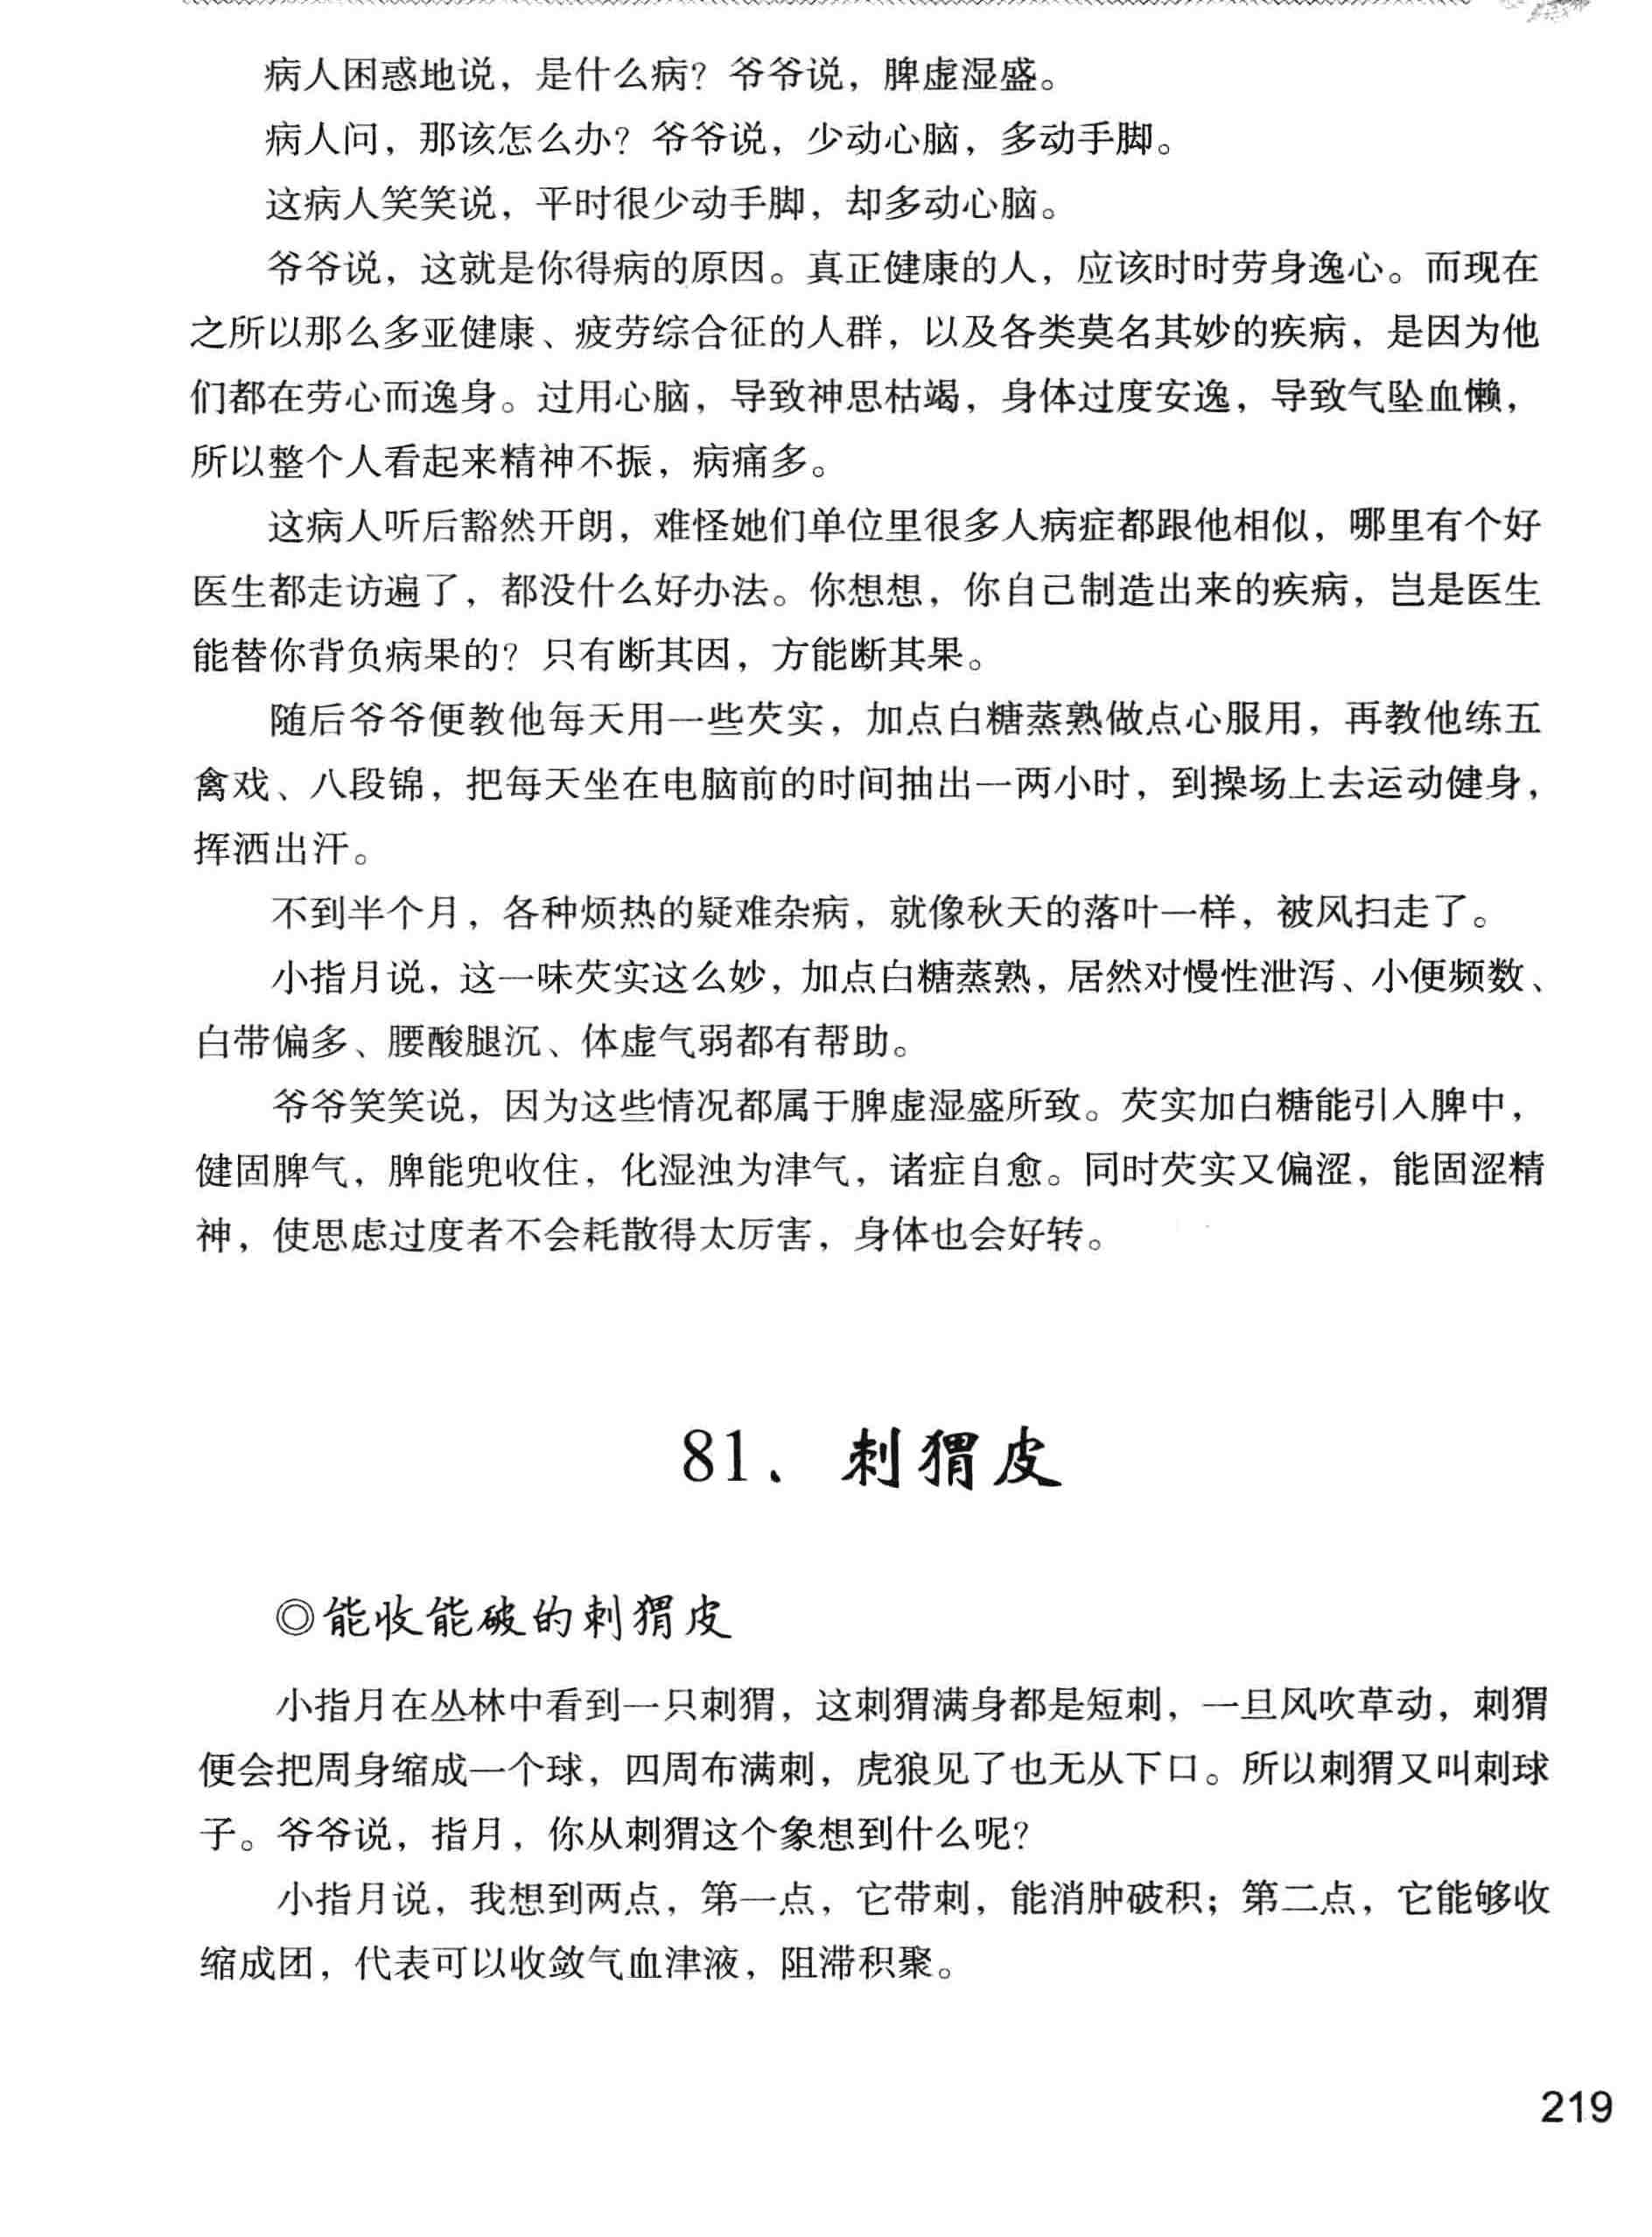 病人困惑地说，是什么病？爷爷说，脾虚湿盛。
病人问，那该怎么办？爷爷说，少动心脑，多动手脚。
这病人笑笑说，平时很少动手脚，却多动心脑。
爷爷说，这就是你得病的原因。真正健康的人，应该时时劳身逸心。而现在
之所以那么多亚健康、疲劳综合征的人群，以及各类莫名其妙的疾病，是因为他
们都在劳心而逸身。过用心脑，导致神思枯竭，身体过度安逸，导致气坠血懒，
所以整个人看起来精神不振，病痛多。
这病人听后豁然开朗，难怪她们单位里很多人病症都跟他相似，哪里有个好
医生都走访遍了，都没什么好办法。你想想，你自己制造出来的疾病，岂是医生
能替你背负病果的？只有断其因，方能断其果。
随后爷爷便教他每天用一些芡实，加点白糖蒸熟做点心服用，再教他练五
禽戏、八段锦，把每天坐在电脑前的时间抽出一两小时，到操场上去运动健身，
挥洒出汗。
不到半个月，各种烦热的疑难杂病，就像秋天的落叶一样，被风扫走了。
小指月说，这一味芡实这么妙，加点白糖蒸熟，居然对慢性泄泻、小便频数、
白带偏多、腰酸腿沉、体虚气弱都有帮助。
爷爷笑笑说，因为这些情况都属于脾虚湿盛所致。芡实加白糖能引入脾中，
健固脾气，脾能兜收住，化湿浊为津气，诸症自愈。同时芡实又偏涩，能固涩精
神，使思虑过度者不会耗散得太厉害，身体也会好转。
81、刺猬皮
◎能收能破的刺猬皮
小指月在丛林中看到一只刺猬，这刺猬满身都是短刺，一旦风吹草动，刺猬
便会把周身缩成一个球，四周布满刺，虎狼见了也无从下口。所以刺猬又叫刺球
子。爷爷说，指月，你从刺猬这个象想到什么呢？
小指月说，我想到两点，第一点，它带刺，能消肿破积；第二点，它能够收
缩成团，代表可以收敛气血津液，阻滞积聚。
219